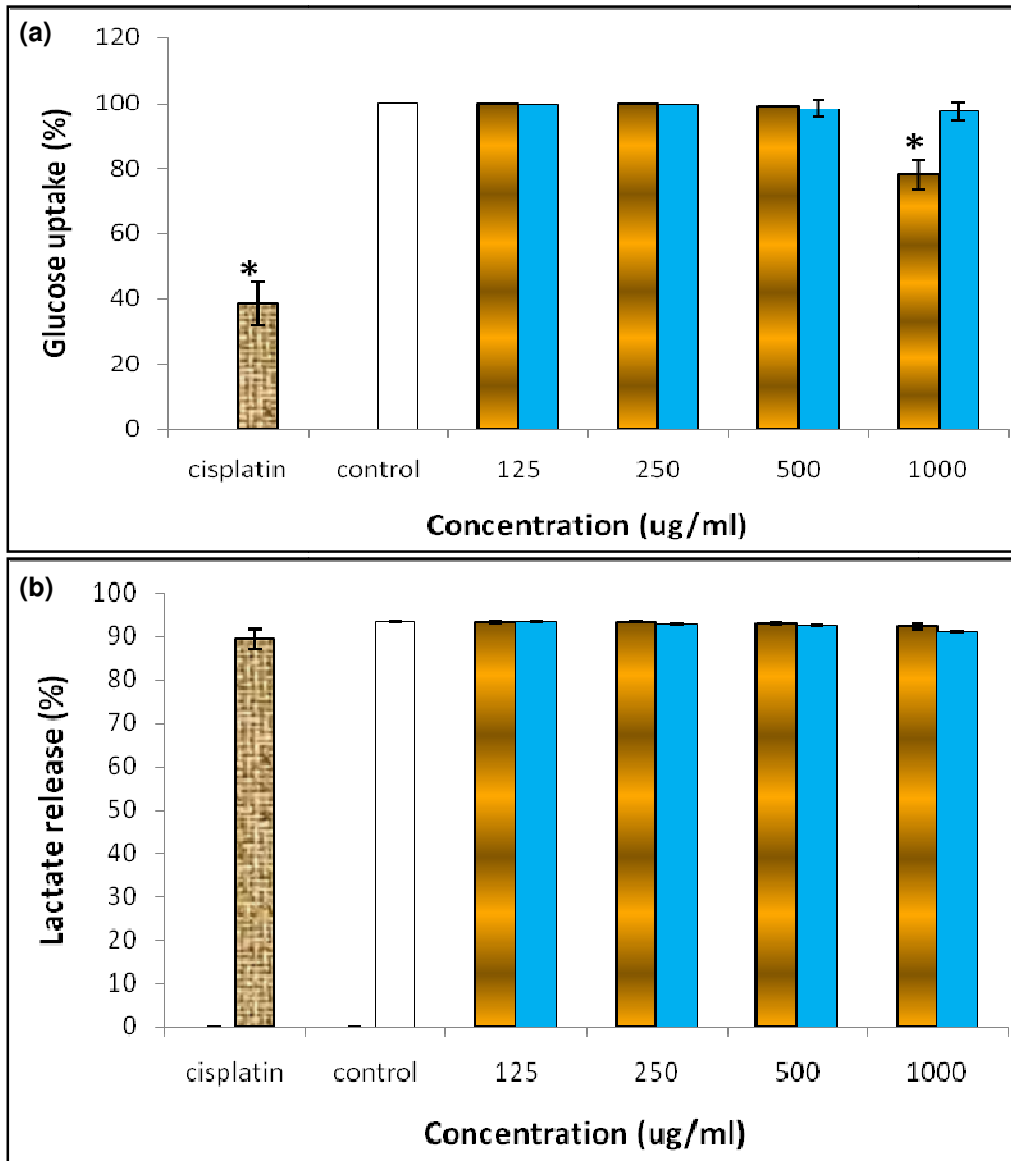 (a)
120
100
80
60
40
20
0
Glucose uptake (%)
*
*
cisplatin control 125 250 500 1000
Concentration (ug/ml)
(b)
100
90
80
70
60
50
40
30
20
10
0
Lactate release (%)
cisplatin control 125 250 500 1000
Concentration (ug/ml)